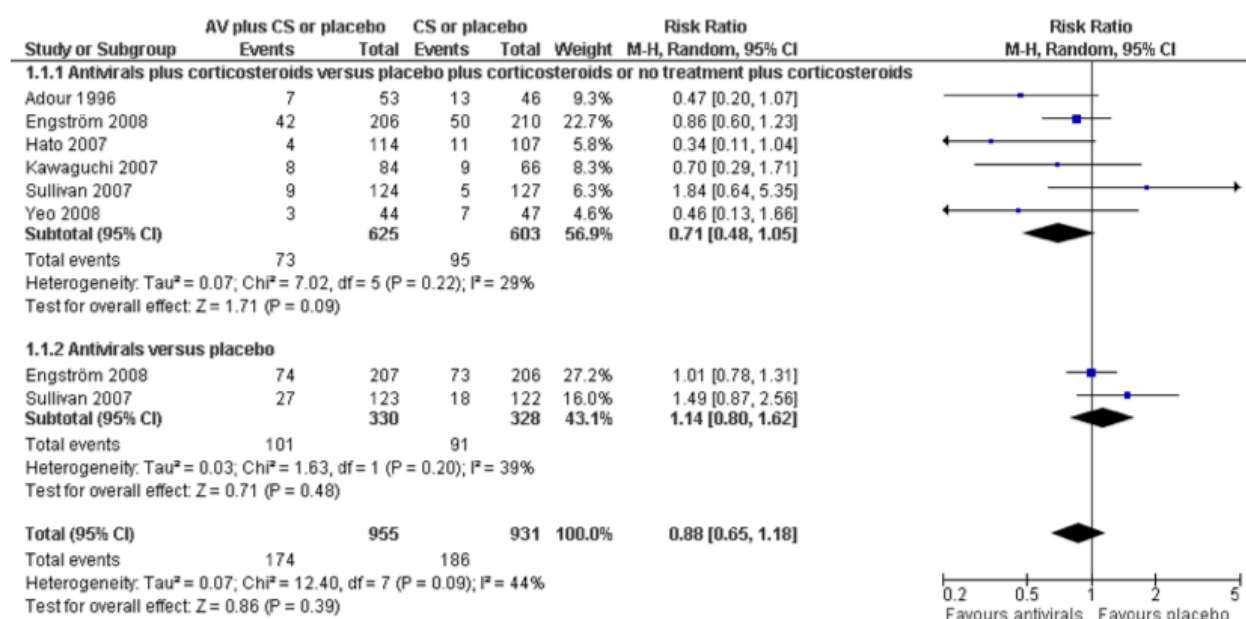 AV plus CS or placebo CS or placebo Risk Ratio Risk Ratio
Study or Subgroup Events Total Events Total Weight M-H, Random, 95% CI M-H, Random, 95% CI
1.1.1 Antivirals plus corticosteroids versus placebo plus corticosteroids or no treatment plus corticosteroids
Adour 1996 7 53 13 46 9.3% 0.47 [0.20, 1.07]
Engström 2008 42 206 50 210 22.7% 0.86 [0.60, 1.23]
Hato 2007 4 114 11 107 5.8% 0.34 [0.11, 1.04]
Kawaguchi 2007 8 84 9 66 8.3% 0.70 [0.29, 1.71]
Sullivan 2007 9 124 5 127 6.3% 1.84 [0.64, 5.35]
Yeo 2008 3 44 7 47 4.6% 0.46 [0.13, 1.66]
Subtotal (95% CI) 625 603 56.9% 0.71 [0.48, 1.05]
Total events 73 95
Heterogeneity: Tau² = 0.07; Chi² = 7.02, df = 5 (P = 0.22); I² = 29%
Test for overall effect: Z = 1.71 (P = 0.09)
1.1.2 Antivirals versus placebo
Engström 2008 74 207 73 206 27.2% 1.01 [0.78, 1.31]
Sullivan 2007 27 123 18 122 16.0% 1.49 [0.87, 2.56]
Subtotal (95% CI) 330 328 43.1% 1.14 [0.80, 1.62]
Total events 101 91
Heterogeneity: Tau² = 0.03; Chi² = 1.63, df = 1 (P = 0.20); I² = 39%
Test for overall effect: Z = 0.71 (P = 0.48)
Total (95% CI) 955 931 100.0% 0.88 [0.65, 1.18]
Total events 174 186
Heterogeneity: Tau² = 0.07; Chi² = 12.40, df = 7 (P = 0.09); I² = 44%
Test for overall effect: Z = 0.86 (P = 0.39)
0.2 0.5 1 2 5
Favours antivirals Favours placebo